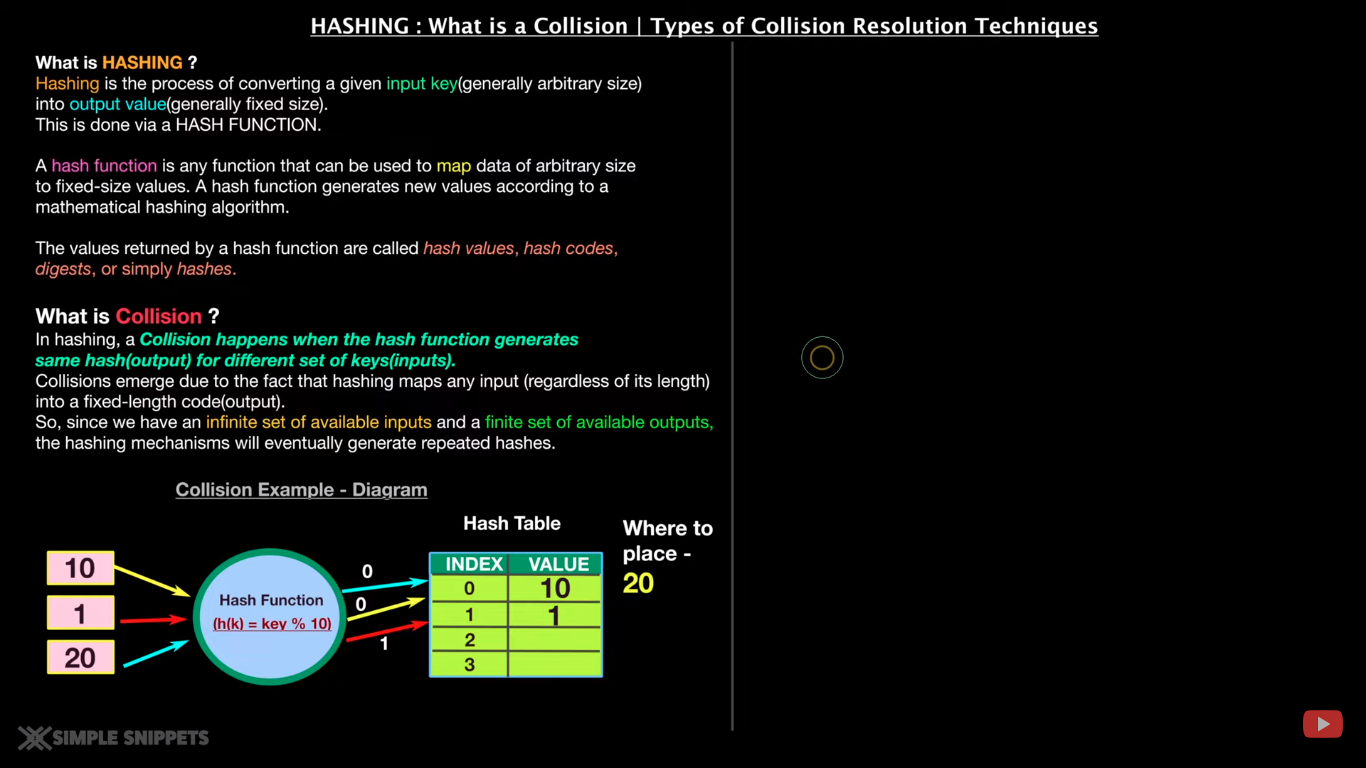 HASHING : What is a Collision | Types of Collision Resolution Techniques
What is HASHING ?
Hashing is the process of converting a given input key(generally arbitrary size)
into output value(generally fixed size).
This is done via a HASH FUNCTION.
A hash function is any function that can be used to map data of arbitrary size
to fixed-size values. A hash function generates new values according to a
mathematical hashing algorithm.
The values returned by a hash function are called hash values, hash codes,
digests, or simply hashes.
What is Collision ?
In hashing, a Collision happens when the hash function generates
same hash(output) for different set of keys(inputs).
Collisions emerge due to the fact that hashing maps any input (regardless of its length)
into a fixed-length code(output).
So, since we have an infinite set of available inputs and a finite set of available outputs,
the hashing mechanisms will eventually generate repeated hashes.
Collision Example - Diagram
10
1
20
Hash Function
(h(k) = key % 10)
0
0
1
Hash Table
INDEX VALUE
0 10
1 1
2
3
Where to
place -
20
SIMPLE SNIPPETS